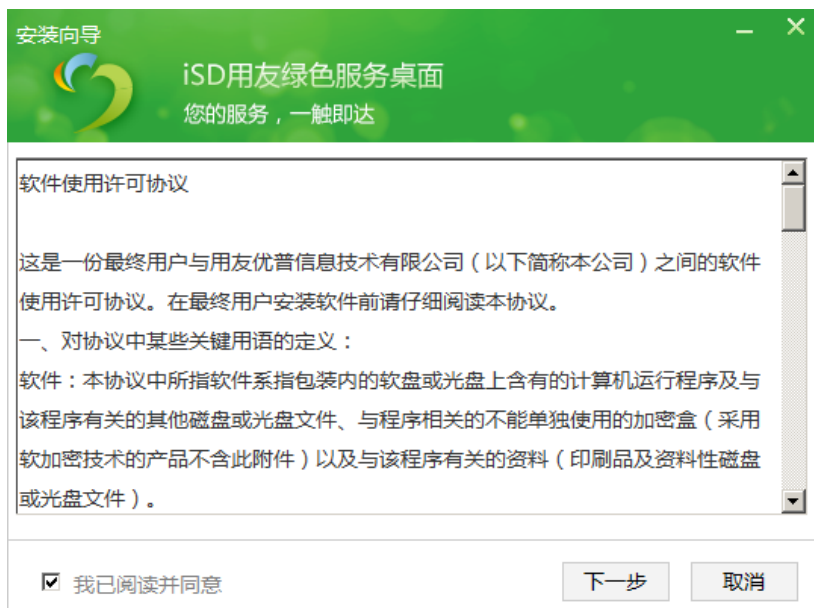 安装向导
iSD用友绿色服务桌面
您的服务，一触即达
软件使用许可协议
这是一份最终用户与用友优普信息技术有限公司（以下简称本公司）之间的软件
使用许可协议。在最终用户安装软件前请仔细阅读本协议。
一、对协议中某些关键用语的定义：
软件：本协议中所指软件系指包装内的软盘或光盘上含有的计算机运行程序及与
该程序有关的其他磁盘或光盘文件、与程序相关的不能单独使用的加密盒（采用
软加密技术的产品不含此附件）以及与该程序有关的资料（印刷品及资料性磁盘
或光盘文件）。
我已阅读并同意
下一步
取消